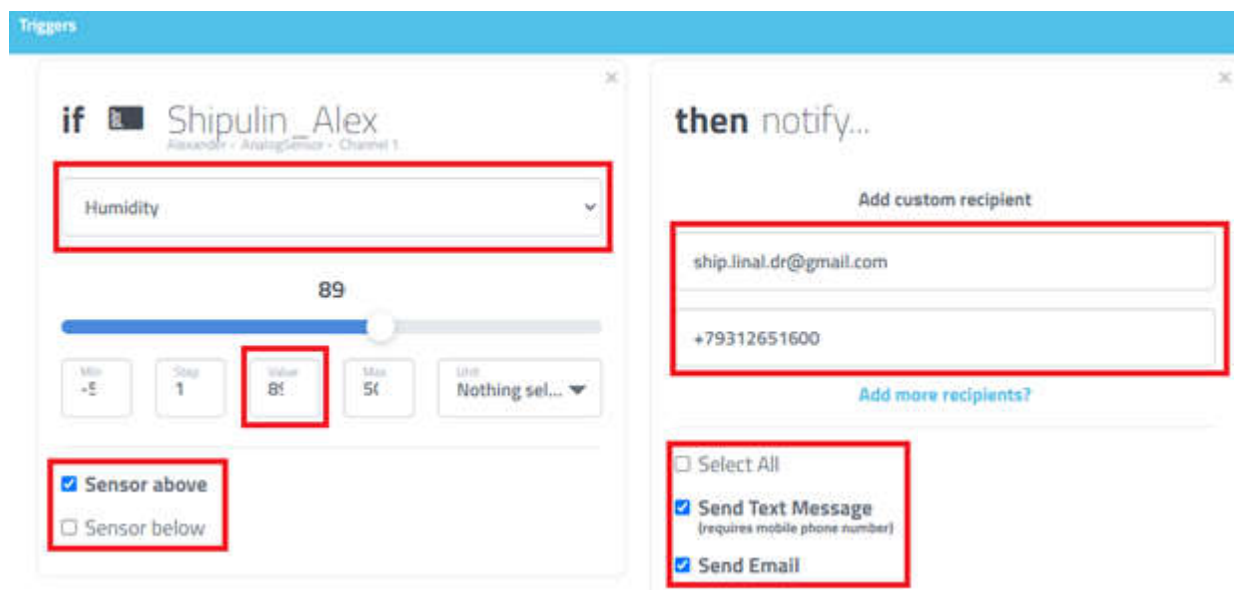 Triggers
if Shipulin_Alex
Alexander - AnalogSensor - Channel 1
Humidity
89
Min
Step
Value
Max
Unit
1
Nothing sel...
Sensor above
Sensor below
then notify...
Add custom recipient
ship.linal.dr@gmail.com
+79312651600
Add more recipients?
Select All
Send Text Message
(requires mobile phone number)
Send Email